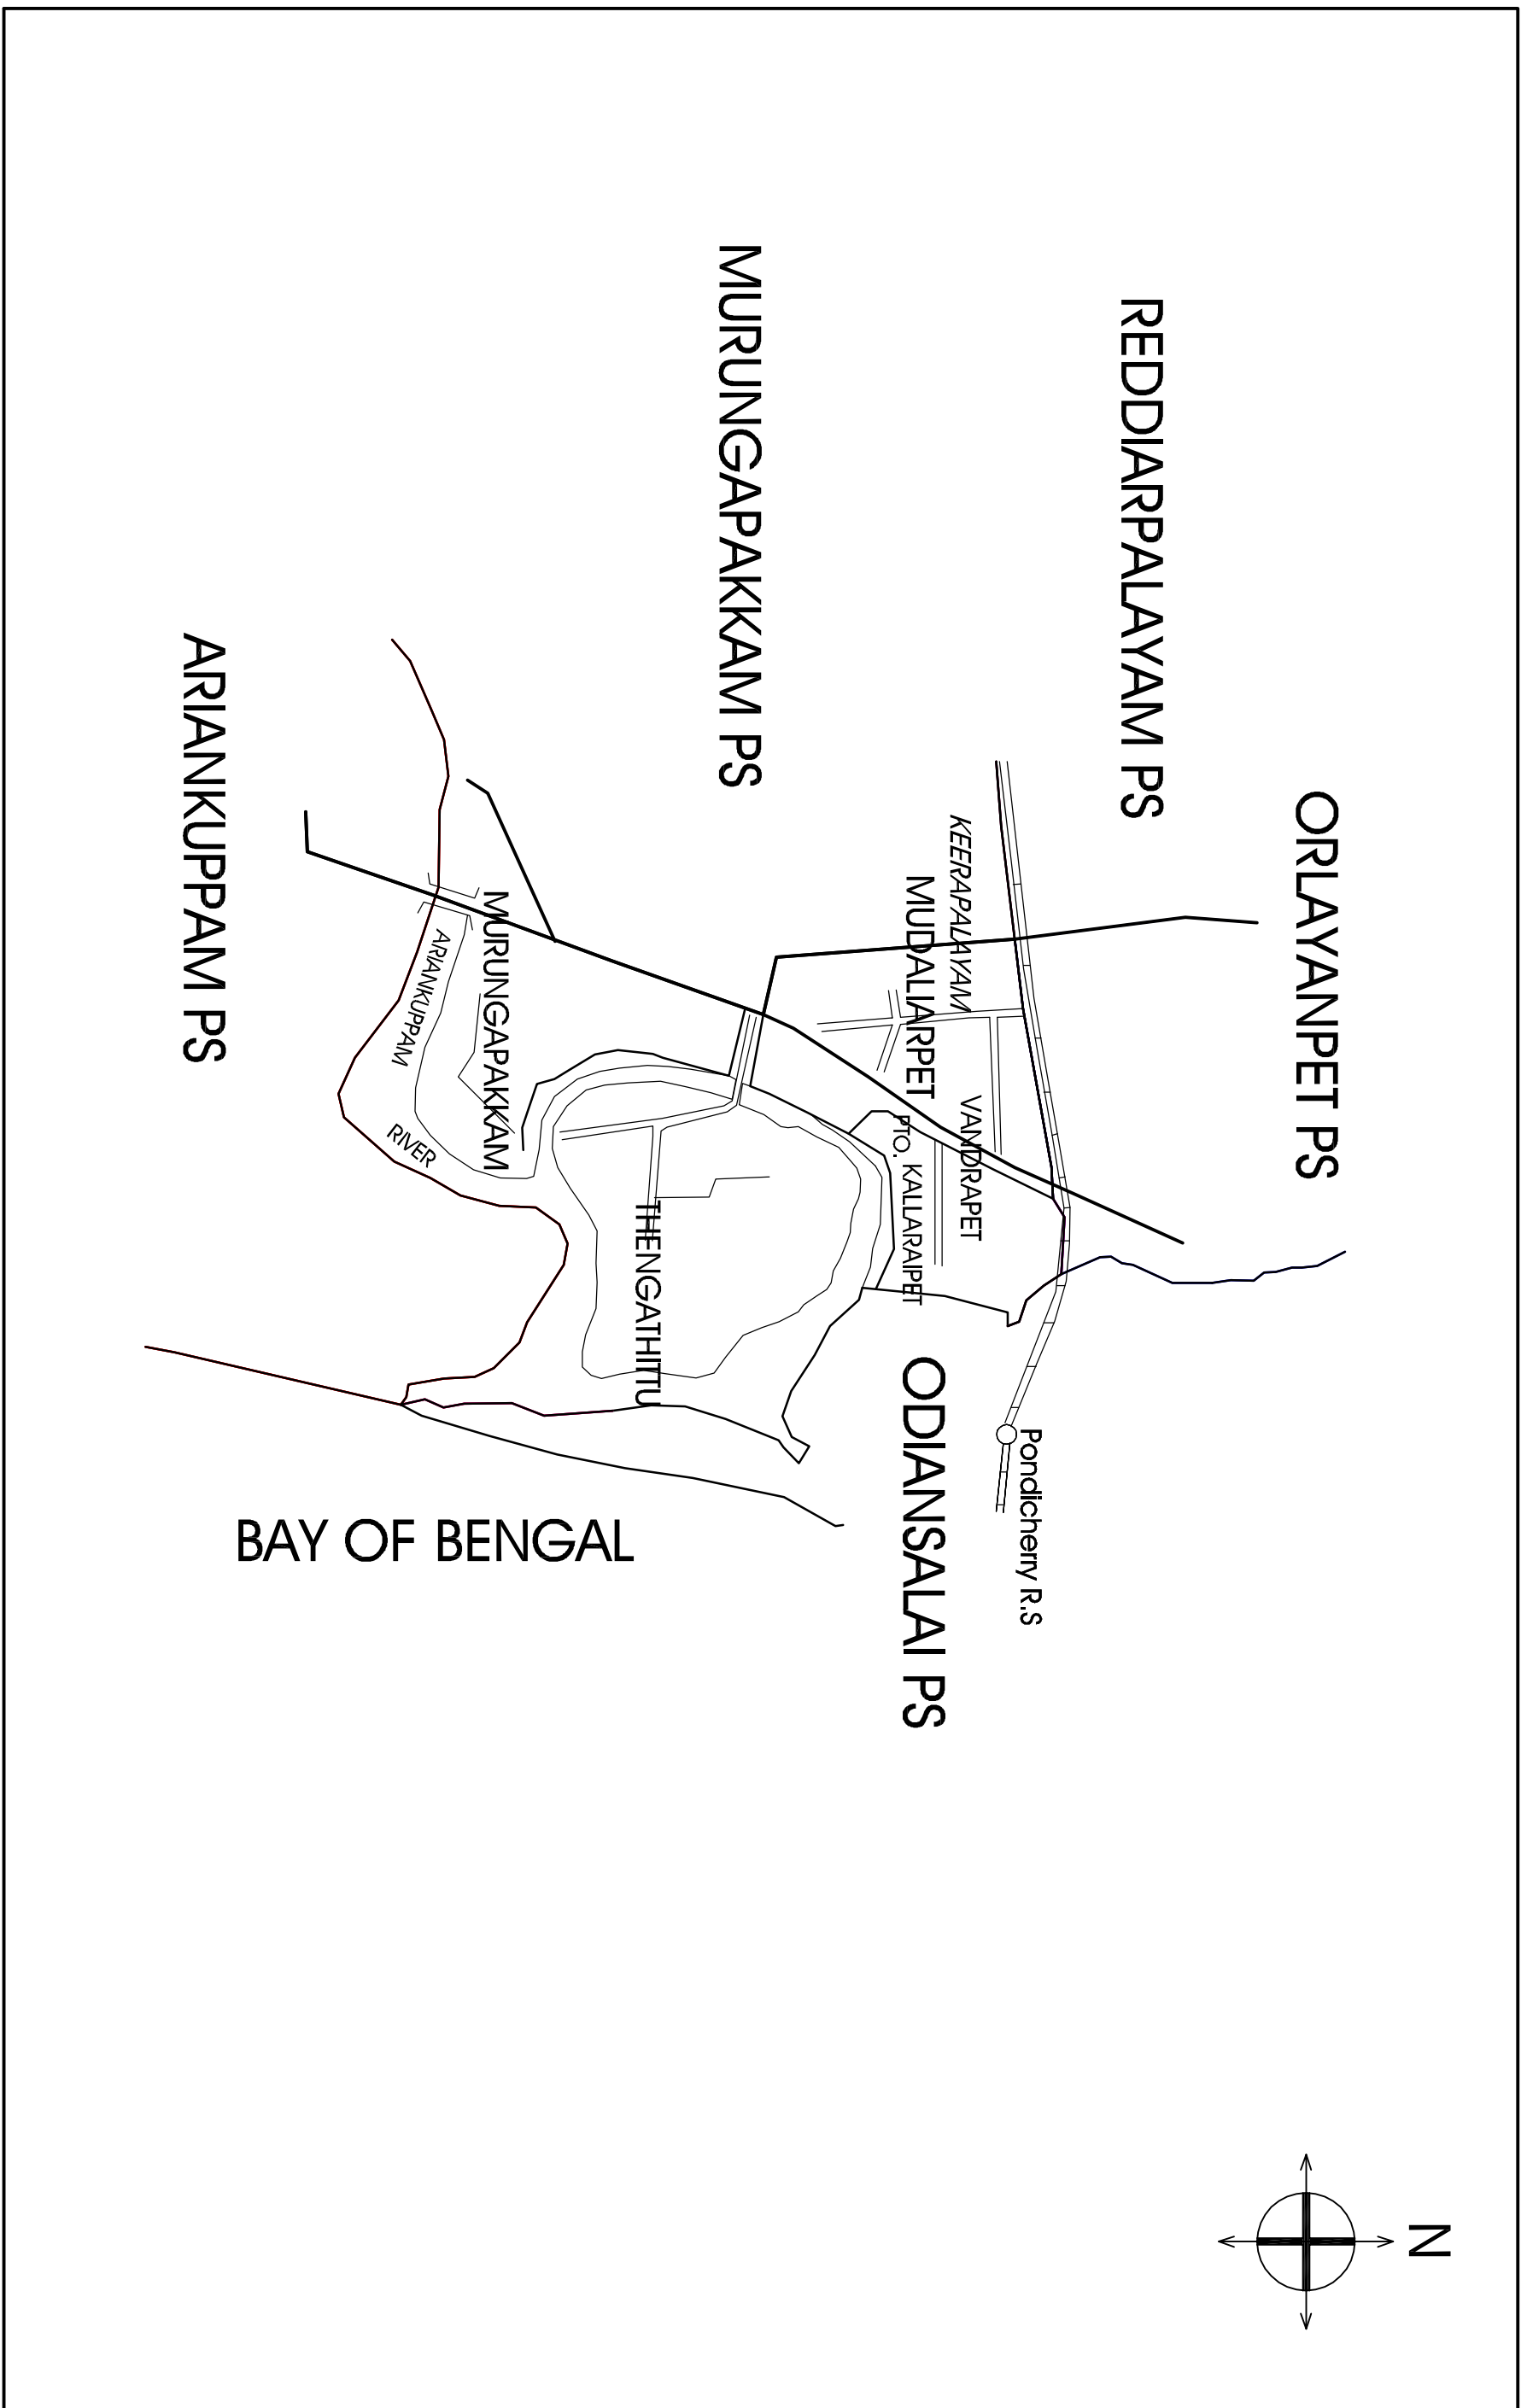 ORLAYANPET PS
REDDIARPALAYAM PS
N
Pondicherry R.S
KEERAPALAYAM
VANDRAPET
MUDALIARPET
PTO. KALLARAIPET
ODIANSALAI PS
MURUNGAPAKKAM PS
THENGATHITTU
MURUNGAPAKKAM
ARIANKUPPAM
RIVER
ARIANKUPPAM PS
BAY OF BENGAL